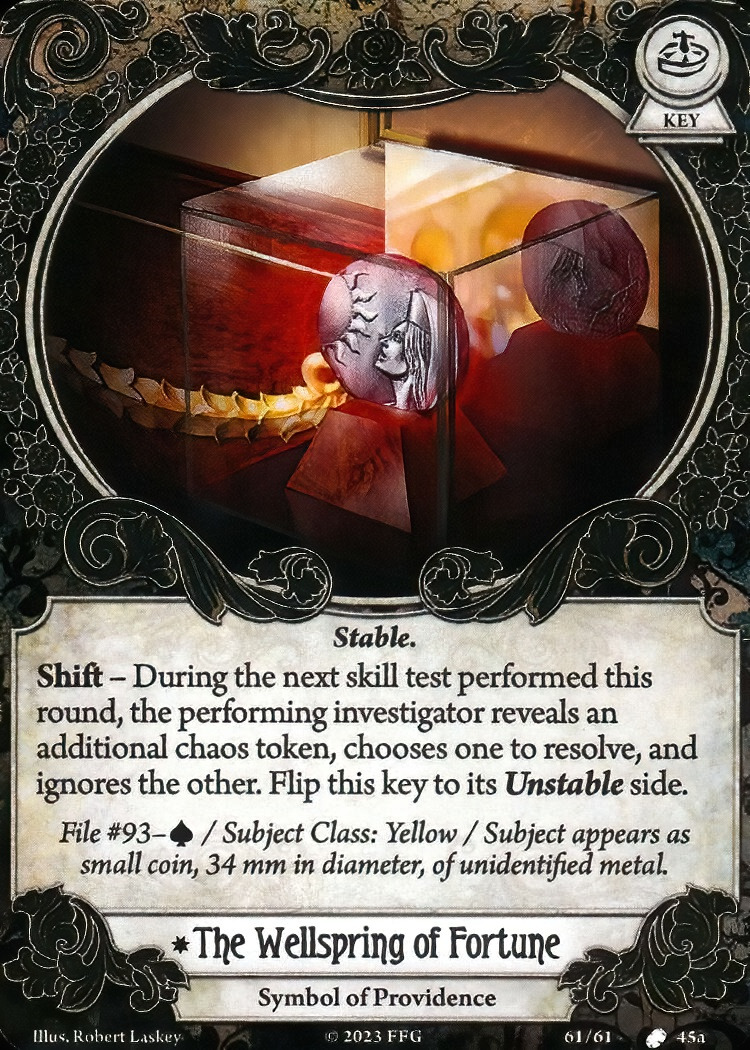 KEY
Stable.
Shift – During the next skill test performed this
round, the performing investigator reveals an
additional chaos token, chooses one to resolve, and
ignores the other. Flip this key to its Unstable side.
File #93–♠ / Subject Class: Yellow / Subject appears as
small coin, 34 mm in diameter, of unidentified metal.
✷The Wellspring of Fortune
Symbol of Providence
Illus. Robert Laskey © 2023 FFG 61/61 45a